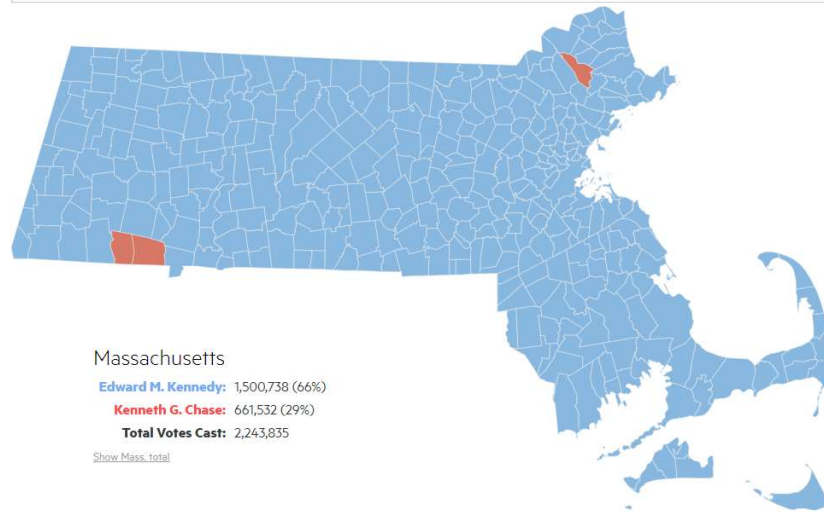 Massachusetts
Edward M. Kennedy: 1,500,738 (66%)
Kenneth G. Chase: 661,532 (29%)
Total Votes Cast: 2,243,835
Show Mass. total